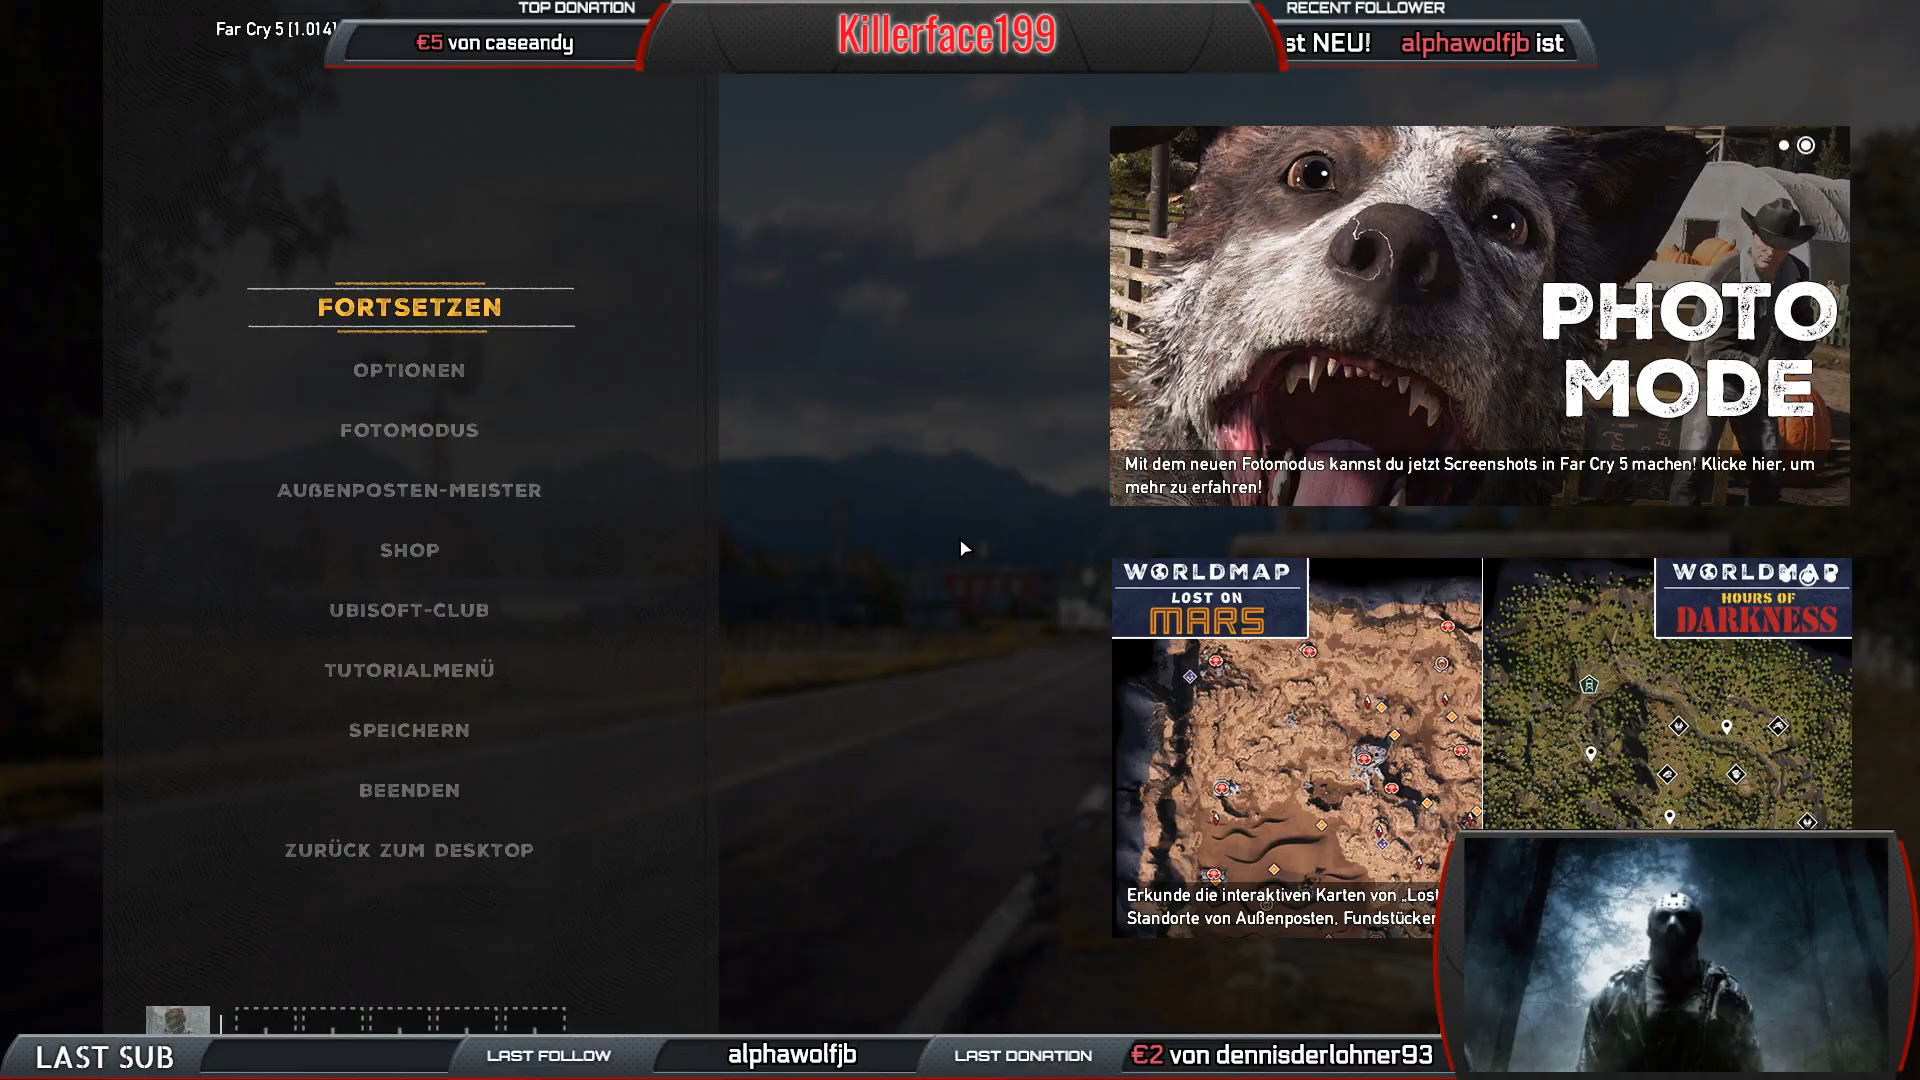 Far Cry 5 [1.014]
TOP DONATION
€5 von caseandy
Killerface199
RECENT FOLLOWER
st NEU! alphawolfjb ist
FORTSETZEN
OPTIONEN
FOTOMODUS
AUßENPOSTEN-MEISTER
SHOP
UBISOFT-CLUB
TUTORIALMENÜ
SPEICHERN
BEENDEN
ZURÜCK ZUM DESKTOP
PHOTO
MODE
Mit dem neuen Fotomodus kannst du jetzt Screenshots in Far Cry 5 machen! Klicke hier, um
mehr zu erfahren!
WORLDMAP
LOST ON
MARS
WORLDMAP
HOURS OF
DARKNESS
Erkunde die interaktiven Karten von „Lost
Standorte von Außenposten, Fundstücken
LAST SUB
LAST FOLLOW
alphawolfjb
LAST DONATION
€2 von dennisderlohner93